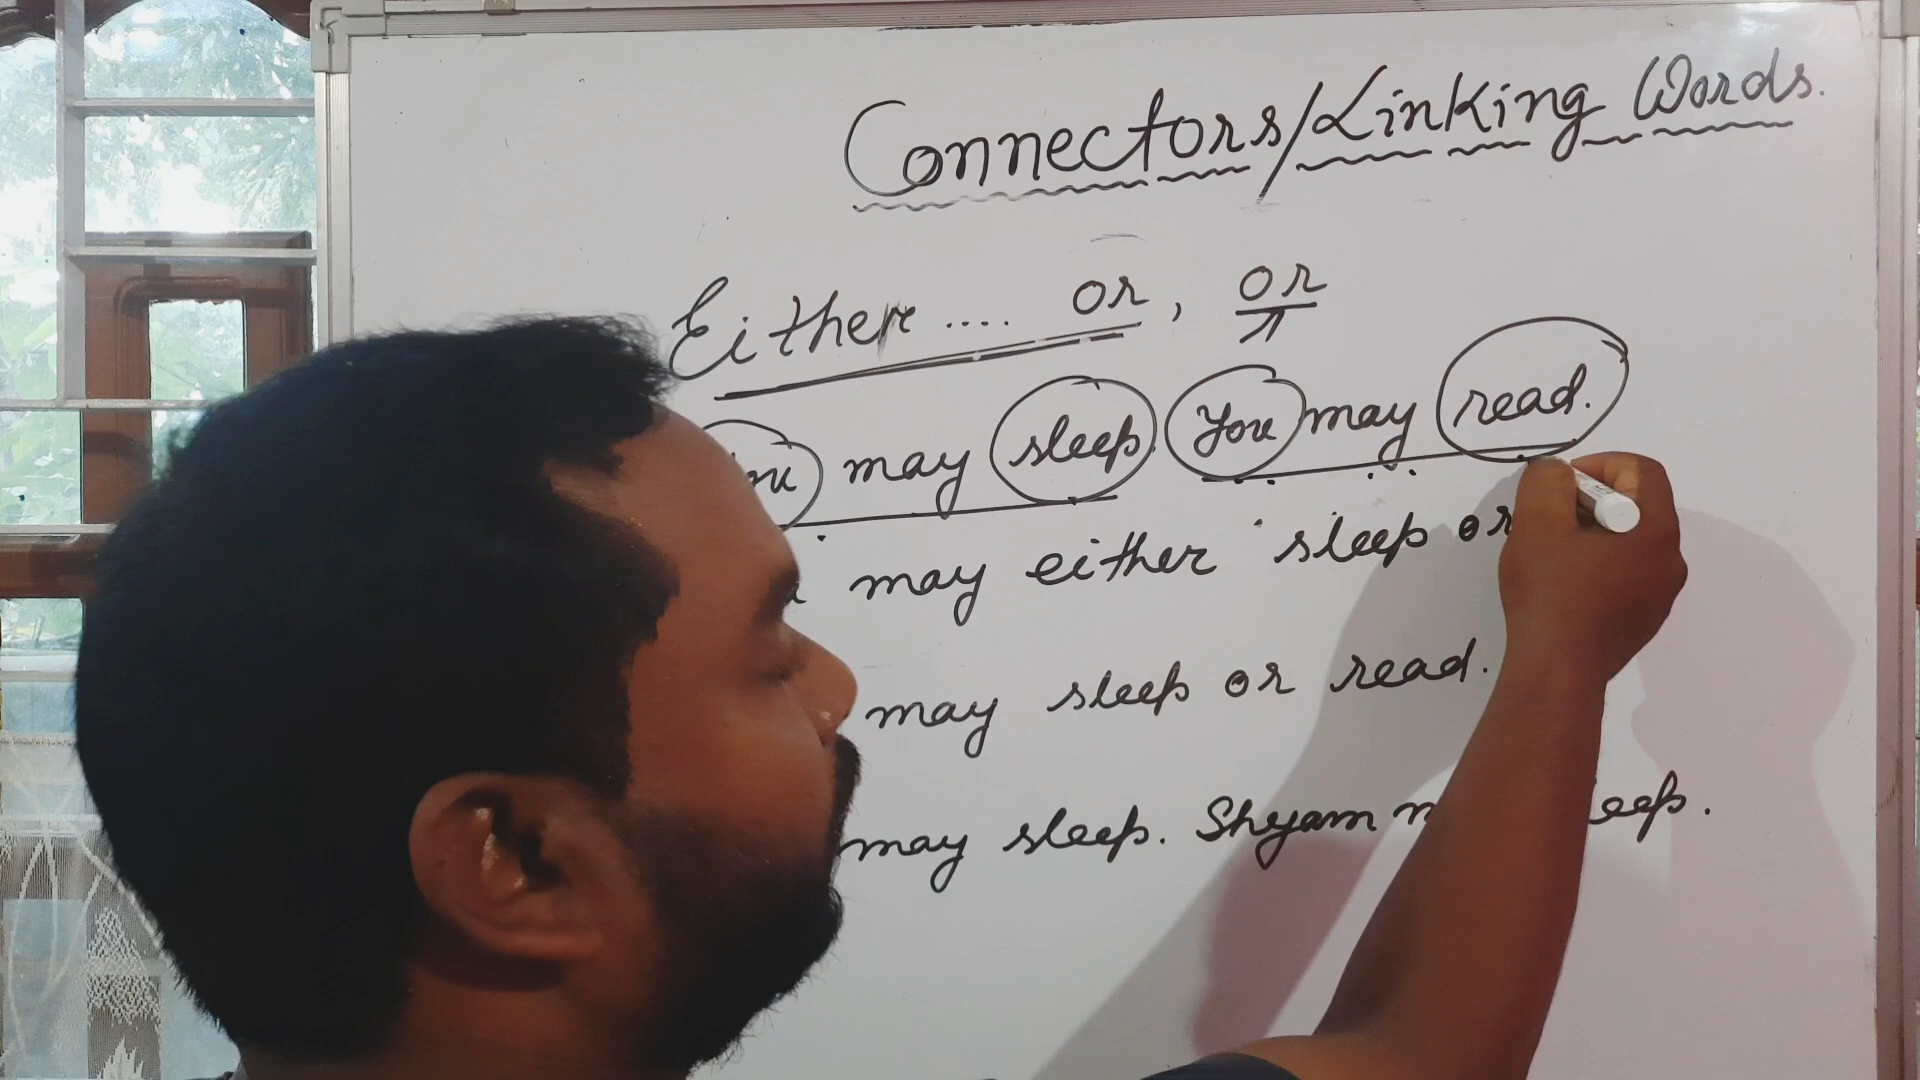 Connectors/Linking Words.
Either .... or, or
may sleep. You may read.
may either sleep or
may sleep or read.
may sleep. Shyam